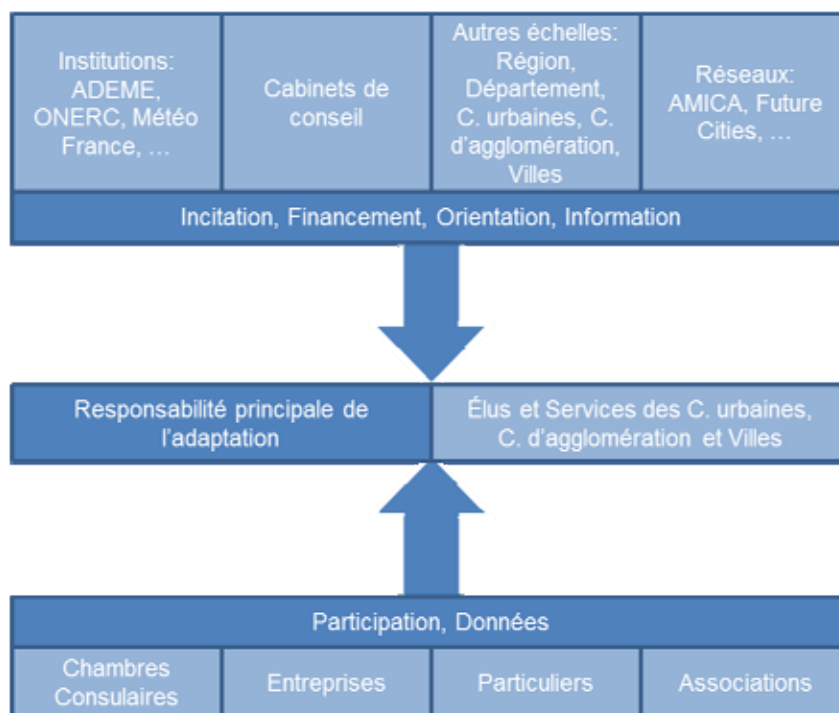 Institutions:
ADEME,
ONERC, Météo
France, ...
Cabinets de
conseil
Autres échelles:
Région,
Département,
C. urbaines, C.
d'agglomération,
Villes
Réseaux:
AMICA, Future
Cities, ...
Incitation, Financement, Orientation, Information
Responsabilité principale de
l'adaptation
Élus et Services des C. urbaines,
C. d'agglomération et Villes
Participation, Données
Chambres
Consulaires
Entreprises
Particuliers
Associations